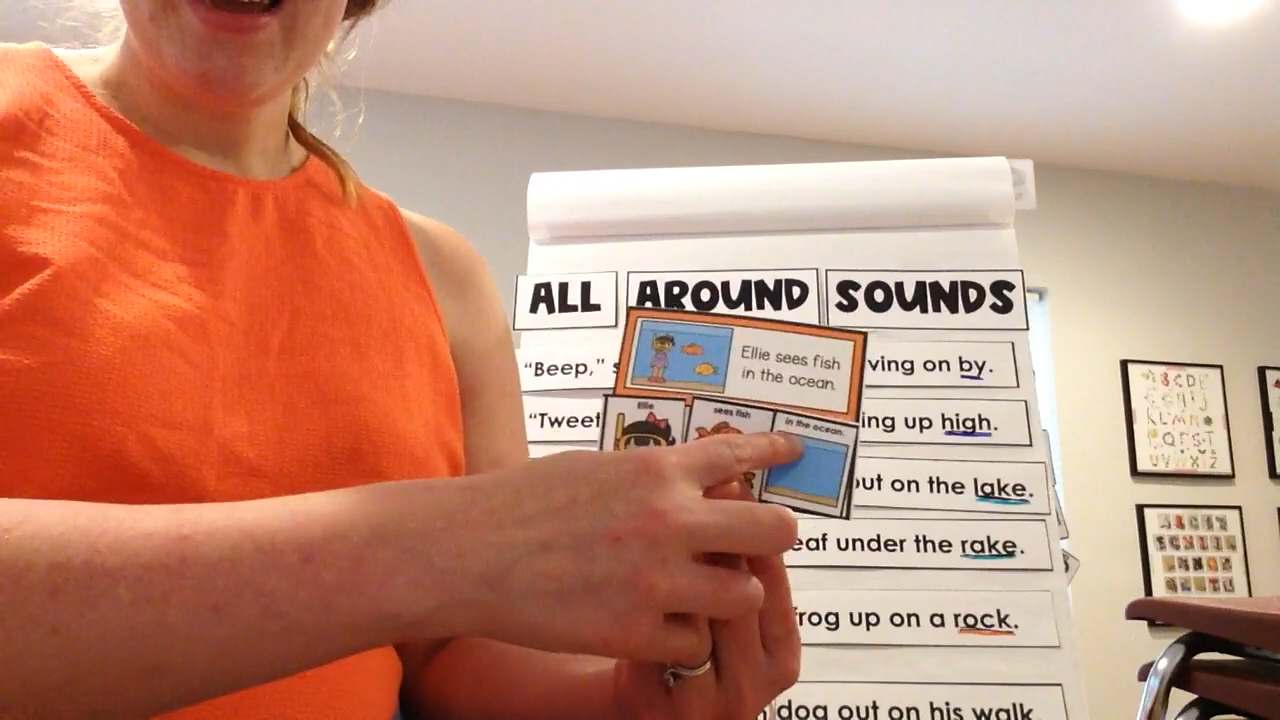 ALL AROUND SOUNDS
"Beep,"
ving on by.
"Tweet
ing up high.
out on the lake.
eaf under the rake.
frog up on a rock.
dog out on his walk.
Ellie sees fish
in the ocean.
Ellie
sees fish
in the ocean.